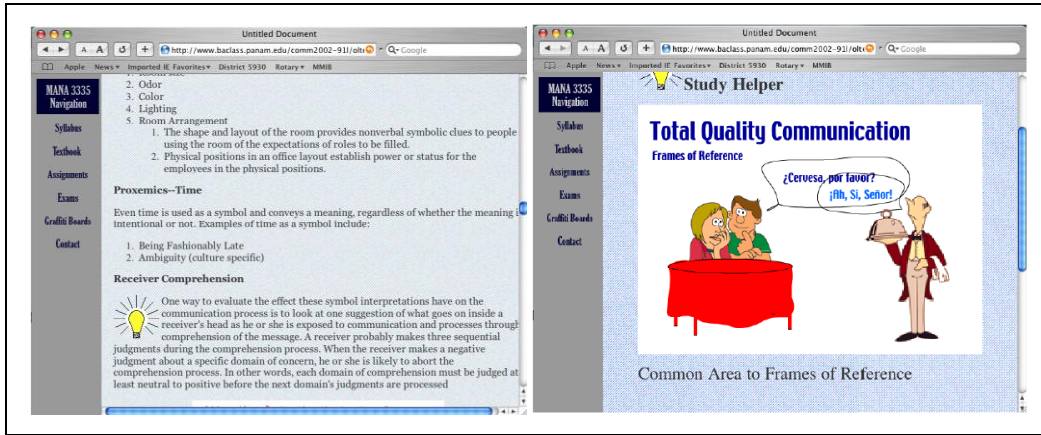 Untitled Document
A A
http://www.baclass.panam.edu/comm2002-911/olte
Q- Google
Apple News▾ Imported IE Favorites▾ District 5930 Rotary▾ MMIB
MANA 3335
Navigation
Syllabus
Textbook
Assignments
Exams
Graffiti Boards
Contact
1. Room size
2. Odor
3. Color
4. Lighting
5. Room Arrangement
1. The shape and layout of the room provides nonverbal symbolic clues to people
using the room of the expectations of roles to be filled.
2. Physical positions in an office layout establish power or status for the
employees in the physical positions.
Proxemics--Time
Even time is used as a symbol and conveys a meaning, regardless of whether the meaning i
intentional or not. Examples of time as a symbol include:
1. Being Fashionably Late
2. Ambiguity (culture specific)
Receiver Comprehension
One way to evaluate the effect these symbol interpretations have on the
communication process is to look at one suggestion of what goes on inside a
receiver's head as he or she is exposed to communication and processes through
comprehension of the message. A receiver probably makes three sequential
judgments during the comprehension process. When the receiver makes a negative
judgment about a specific domain of concern, he or she is likely to abort the
comprehension process. In other words, each domain of comprehension must be judged at
least neutral to positive before the next domain's judgments are processed
Untitled Document
A A
http://www.baclass.panam.edu/comm2002-911/olte
Q- Google
Apple News▾ Imported IE Favorites▾ District 5930 Rotary▾ MMIB
MANA 3335
Navigation
Syllabus
Textbook
Assignments
Exams
Graffiti Boards
Contact
Study Helper
Total Quality Communication
Frames of Reference
¿Cervesa, por favor?
¡Ah, Si, Señor!
Common Area to Frames of Reference